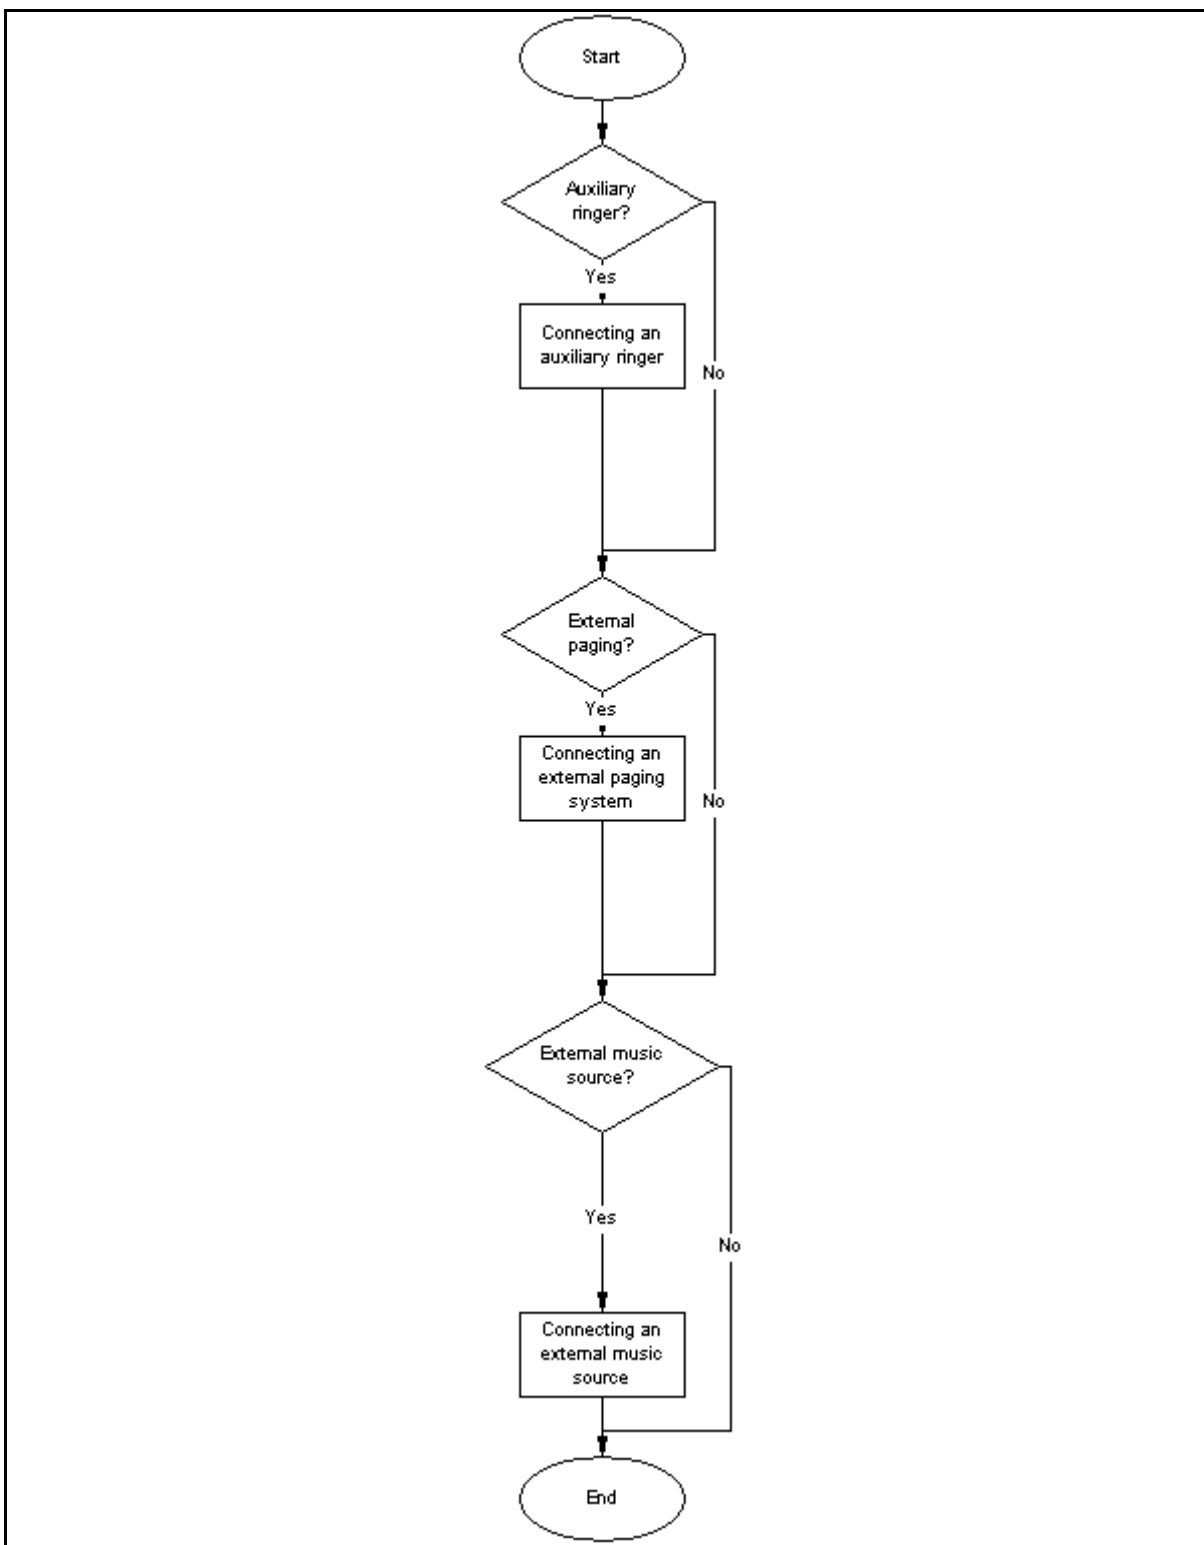 Start
Auxiliary
ringer?
Yes
Connecting an
auxiliary ringer
No
External
paging?
Yes
Connecting an
external paging
system
No
External music
source?
Yes
No
Connecting an
external music
source
End